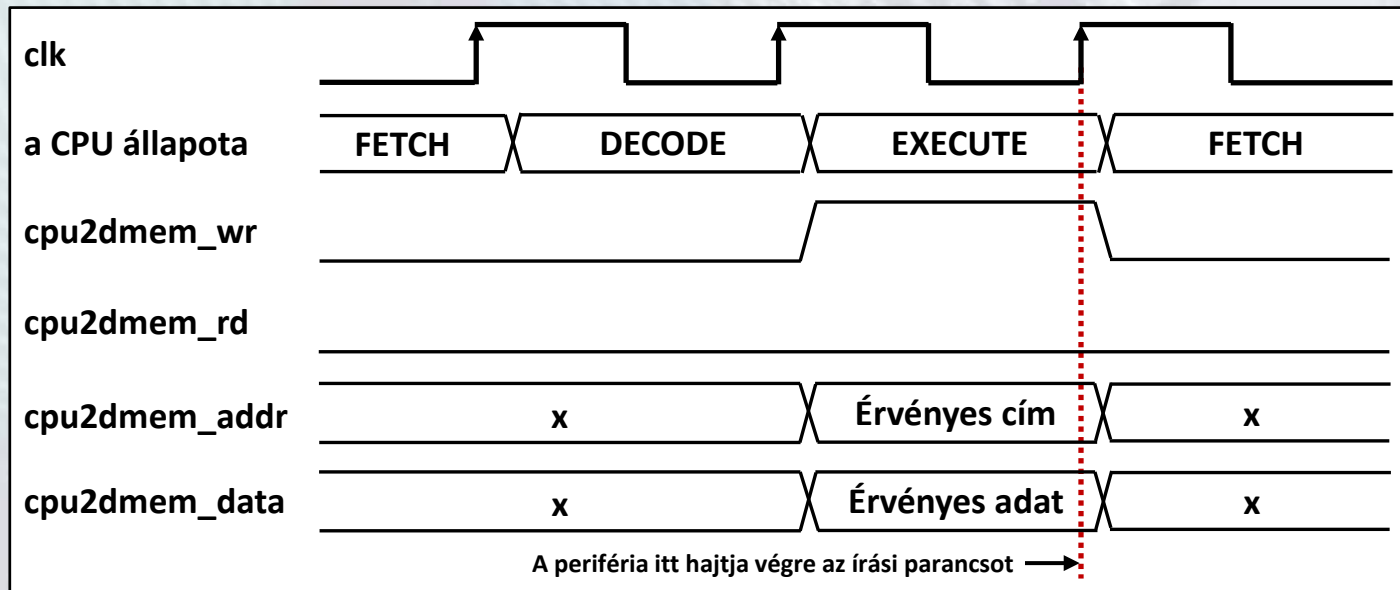 clk
a CPU állapota FETCH DECODE EXECUTE FETCH
cpu2dmem_wr
cpu2dmem_rd
cpu2dmem_addr x Érvényes cím x
cpu2dmem_data x Érvényes adat x
A periféria itt hajtja végre az írási parancsot